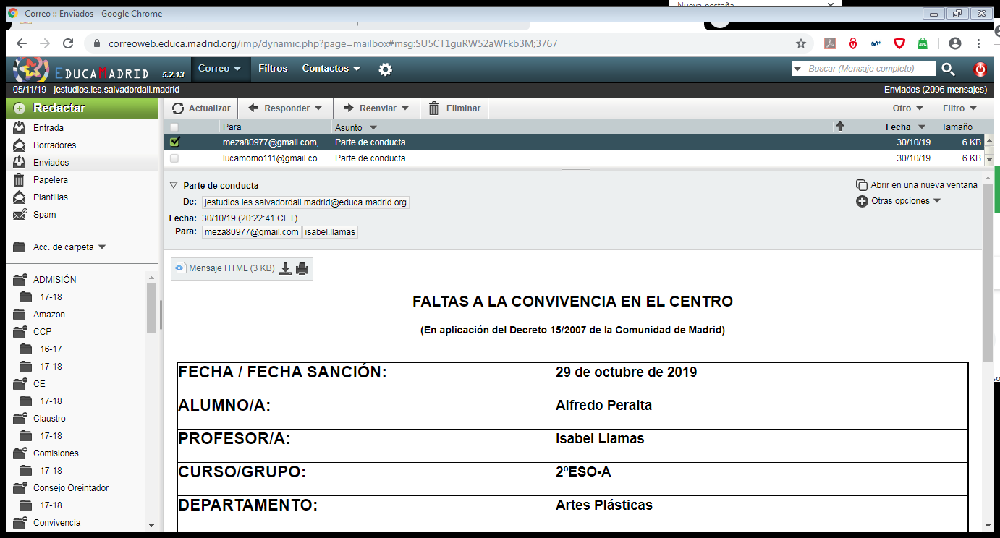 Nueva pestaña
Correo :: Enviados - Google Chrome
correoweb.educa.madrid.org/imp/dynamic.php?page=mailbox#msg:SU5CT1guRW52aWFkb3M;3767
EDUCAMADRID 5.2.13 Correo Filtros Contactos Buscar (Mensaje completo)
05/11/19 - jestudios.ies.salvadordali.madrid Enviados (2096 mensajes)
Redactar
Actualizar Responder Reenviar Eliminar Otro Filtro
Para Asunto Fecha Tamaño
meza80977@gmail.com, ... Parte de conducta 30/10/19 6 KB
lucamomo111@gmail.co... Parte de conducta 30/10/19 6 KB
Entrada
Borradores
Enviados
Papelera
Plantillas
Spam
Acc. de carpeta
ADMISIÓN
17-18
Amazon
CCP
16-17
17-18
CE
17-18
Claustro
17-18
Comisiones
17-18
Consejo Oreintador
17-18
Convivencia
Parte de conducta Abrir en una nueva ventana
De: jestudios.ies.salvadordali.madrid@educa.madrid.org Otras opciones
Fecha: 30/10/19 (20:22:41 CET)
Para: meza80977@gmail.com isabel.llamas
Mensaje HTML (3 KB)
FALTAS A LA CONVIVENCIA EN EL CENTRO
(En aplicación del Decreto 15/2007 de la Comunidad de Madrid)
FECHA / FECHA SANCIÓN: 29 de octubre de 2019
ALUMNO/A: Alfredo Peralta
PROFESOR/A: Isabel Llamas
CURSO/GRUPO: 2ºESO-A
DEPARTAMENTO: Artes Plásticas